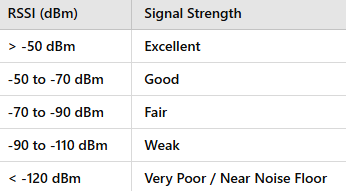 RSSI (dBm) Signal Strength
> -50 dBm Excellent
-50 to -70 dBm Good
-70 to -90 dBm Fair
-90 to -110 dBm Weak
< -120 dBm Very Poor / Near Noise Floor